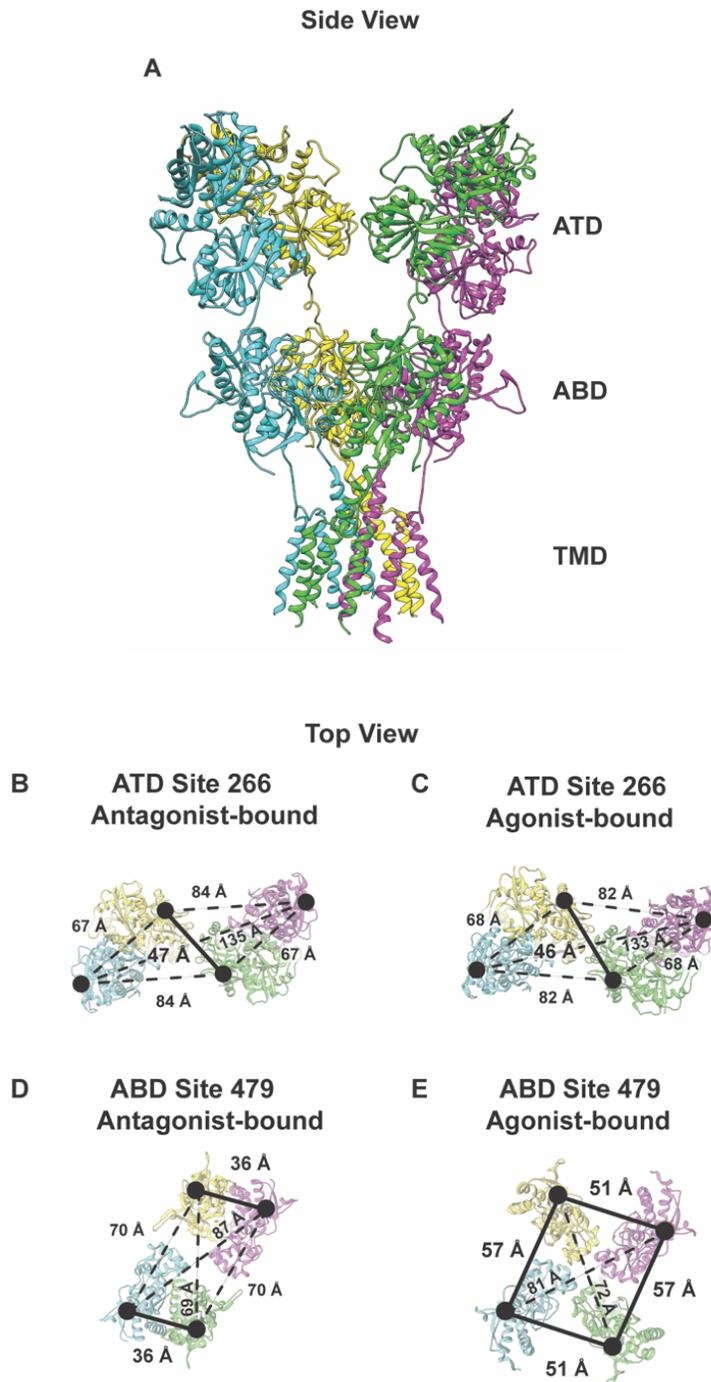 Side View
A
ATD
ABD
TMD
Top View
B
ATD Site 266
Antagonist-bound
84 Å
67 Å
135 Å
47 Å
67 Å
84 Å
C
ATD Site 266
Agonist-bound
82 Å
68 Å
133 Å
46 Å
68 Å
82 Å
D
ABD Site 479
Antagonist-bound
36 Å
70 Å
87 Å
69 Å
70 Å
36 Å
E
ABD Site 479
Agonist-bound
51 Å
57 Å
81 Å
72 Å
57 Å
51 Å